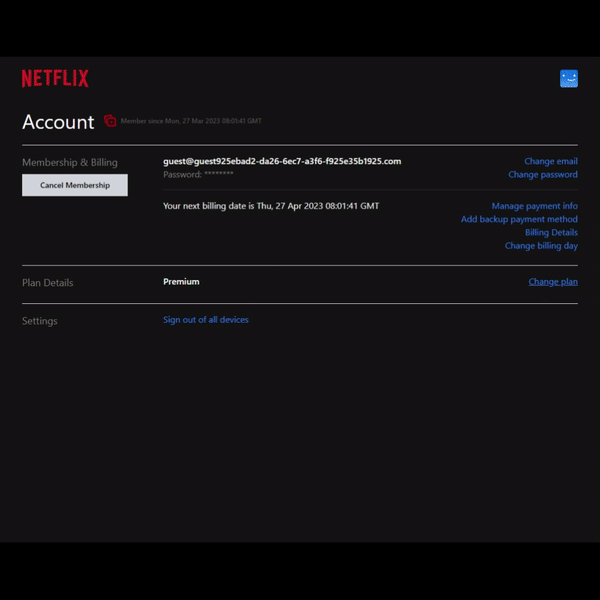 NETFLIX
Account Member since Mon, 27 Mar 2023 08:01:41 GMT
Membership & Billing
Cancel Membership
guest@guest925ebad2-da26-6ec7-a3f6-f925e35b1925.com
Change email
Password: ********
Change password
Your next billing date is Thu, 27 Apr 2023 08:01:41 GMT
Manage payment info
Add backup payment method
Billing Details
Change billing day
Plan Details
Premium
Change plan
Settings
Sign out of all devices